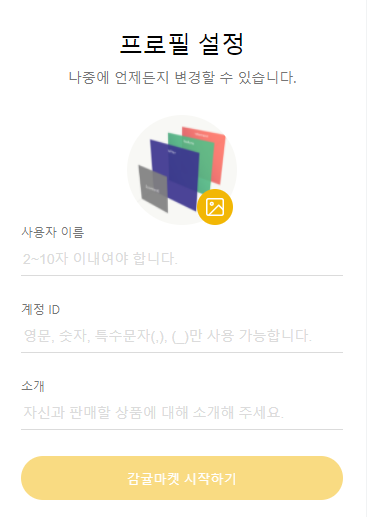 프로필 설정
나중에 언제든지 변경할 수 있습니다.
사용자 이름
2~10자 이내여야 합니다.
계정 ID
영문, 숫자, 특수문자(,), (_)만 사용 가능합니다.
소개
자신과 판매할 상품에 대해 소개해 주세요.
감귤마켓 시작하기